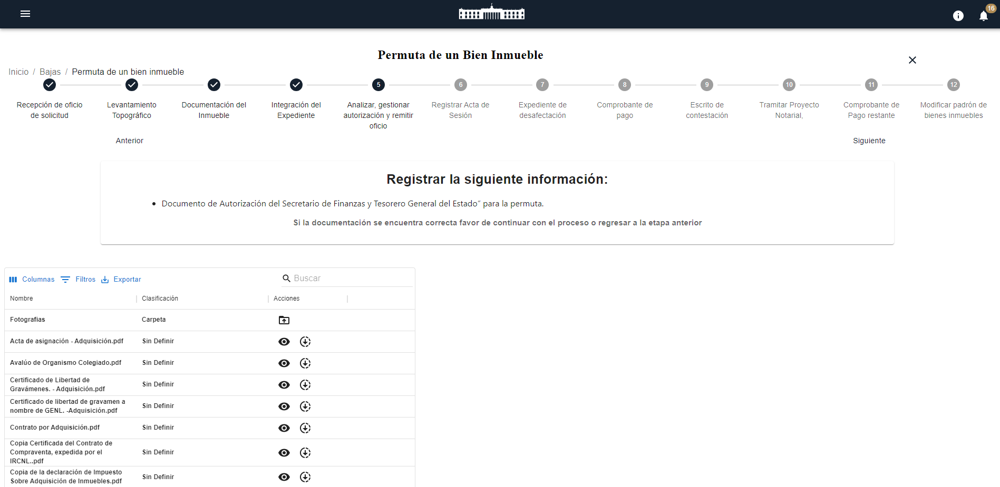 16
Permuta de un Bien Inmueble
Inicio / Bajas / Permuta de un bien inmueble
5 6 7 8 9 10 11 12
Recepción de oficio de solicitud
Levantamiento Topográfico
Documentación del Inmueble
Integración del Expediente
Analizar, gestionar autorización y remitir oficio
Registrar Acta de Sesión
Expediente de desafectación
Comprobante de pago
Escrito de contestación
Tramitar Proyecto Notarial,
Comprobante de Pago restante
Modificar padrón de bienes inmuebles
Anterior
Siguiente
Registrar la siguiente información:
• Documento de Autorización del Secretario de Finanzas y Tesorero General del Estado” para la permuta.
Si la documentación se encuentra correcta favor de continuar con el proceso o regresar a la etapa anterior
Columnas Filtros Exportar Buscar
Nombre Clasificación Acciones
Fotografias Carpeta
Acta de asignación - Adquisición.pdf Sin Definir
Avalúo de Organismo Colegiado.pdf Sin Definir
Certificado de Libertad de
Gravámenes. - Adquisición.pdf Sin Definir
Certificado de libertad de gravamen a
nombre de GENL. -Adquisición.pdf Sin Definir
Contrato por Adquisición.pdf Sin Definir
Copia Certificada del Contrato de
Compraventa, expedida por el Sin Definir
IRCNL..pdf
Copia de la declaración de Impuesto
Sobre Adquisición de Inmuebles.pdf Sin Definir